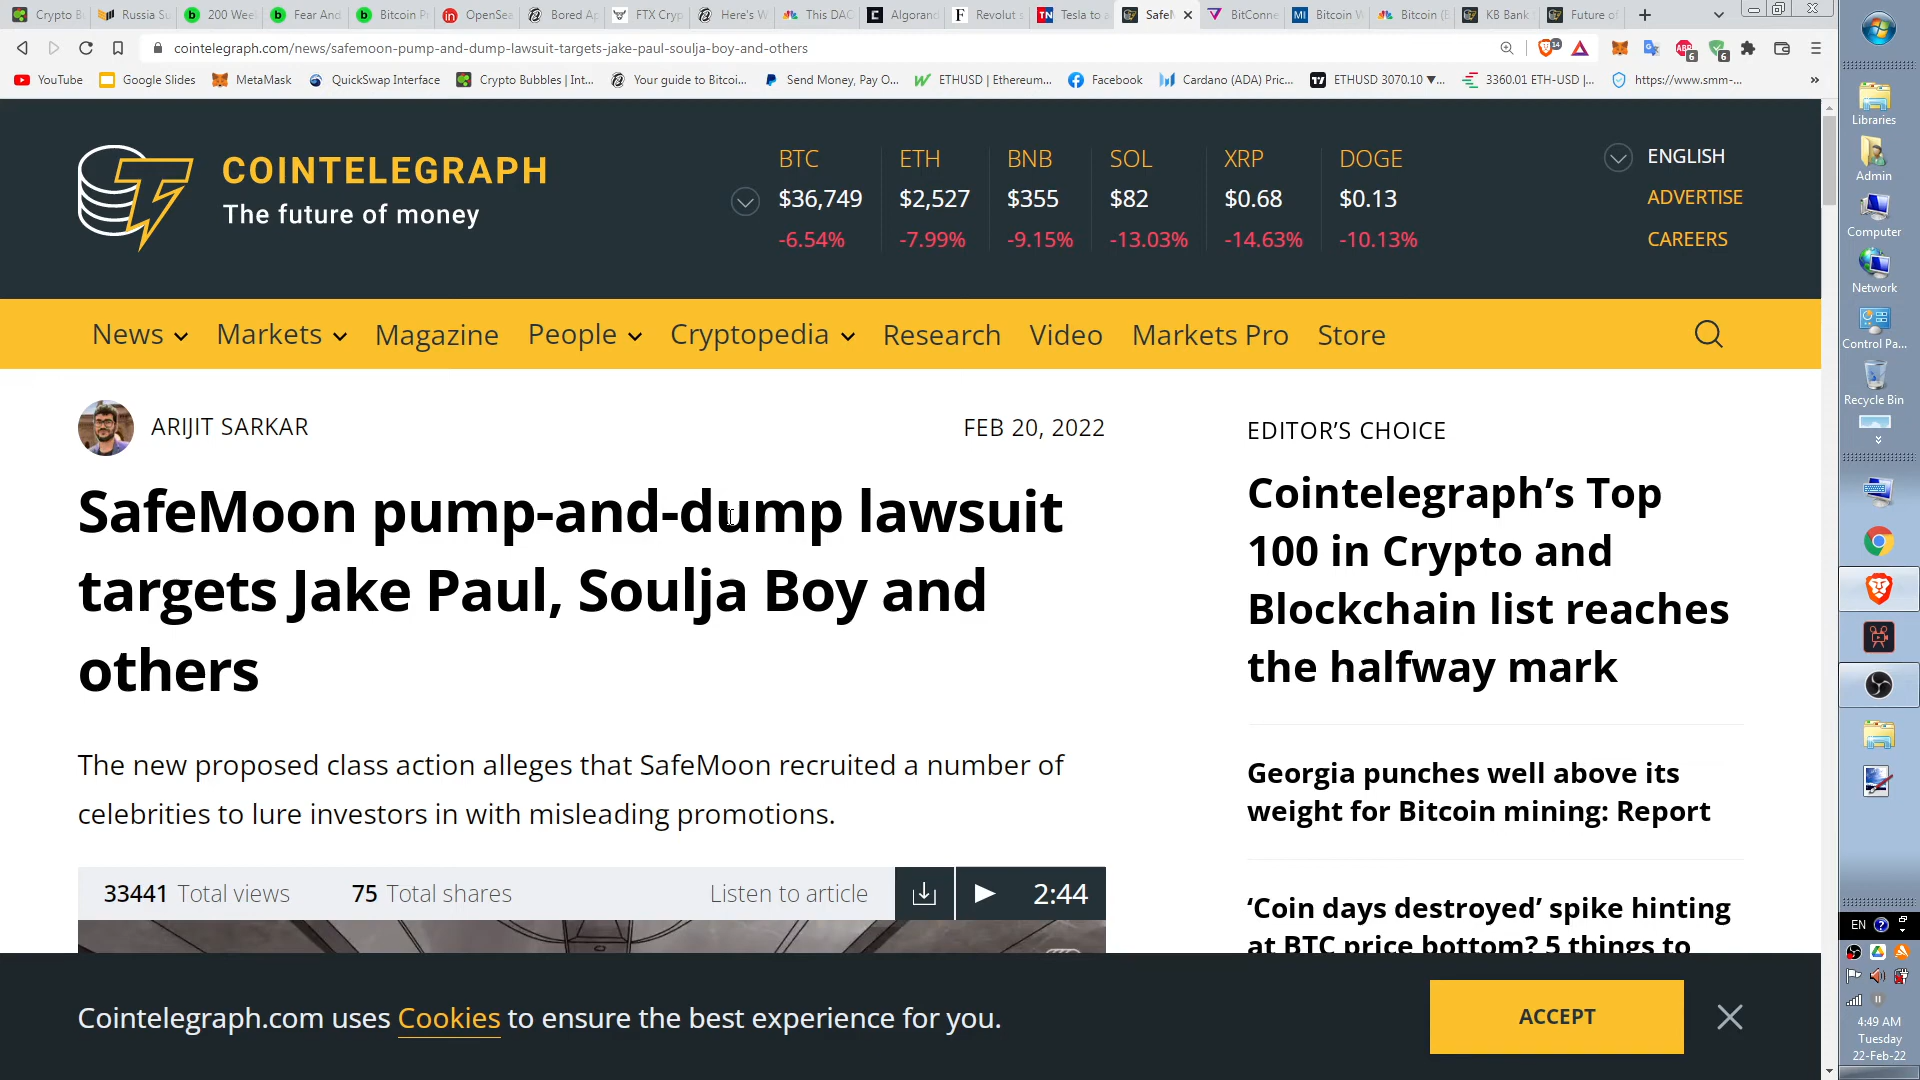 Crypto B
Russia Su
200 Wee
Fear And
Bitcoin P
OpenSea
Bored Ap
FTX Cryp
Here's W
This DAC
Algorand
Revolut s
Tesla to a
SafeM
BitConne
Bitcoin W
Bitcoin (B
KB Bank
Future of
cointelegraph.com/news/safemoon-pump-and-dump-lawsuit-targets-jake-paul-soulja-boy-and-others
14
6
6
YouTube
Google Slides
MetaMask
QuickSwap Interface
Crypto Bubbles | Int...
Your guide to Bitcoi...
Send Money, Pay O...
ETHUSD | Ethereum...
Facebook
Cardano (ADA) Pric...
ETHUSD 3070.10 ▼...
3360.01 ETH-USD |...
https://www.smm-...
COINTELEGRAPH
The future of money
BTC ETH BNB SOL XRP DOGE
$36,749 $2,527 $355 $82 $0.68 $0.13
-6.54% -7.99% -9.15% -13.03% -14.63% -10.13%
ENGLISH
ADVERTISE
CAREERS
News Markets Magazine People Cryptopedia Research Video Markets Pro Store
ARIJIT SARKAR
FEB 20, 2022
SafeMoon pump-and-dump lawsuit
targets Jake Paul, Soulja Boy and
others
The new proposed class action alleges that SafeMoon recruited a number of
celebrities to lure investors in with misleading promotions.
33441 Total views
75 Total shares
Listen to article
2:44
EDITOR'S CHOICE
Cointelegraph's Top
100 in Crypto and
Blockchain list reaches
the halfway mark
Georgia punches well above its
weight for Bitcoin mining: Report
'Coin days destroyed' spike hinting
at BTC price bottom? 5 things to
Cointelegraph.com uses Cookies to ensure the best experience for you.
ACCEPT
Libraries
Admin
Computer
Network
Control Pa...
Recycle Bin
EN
4:49 AM
Tuesday
22-Feb-22